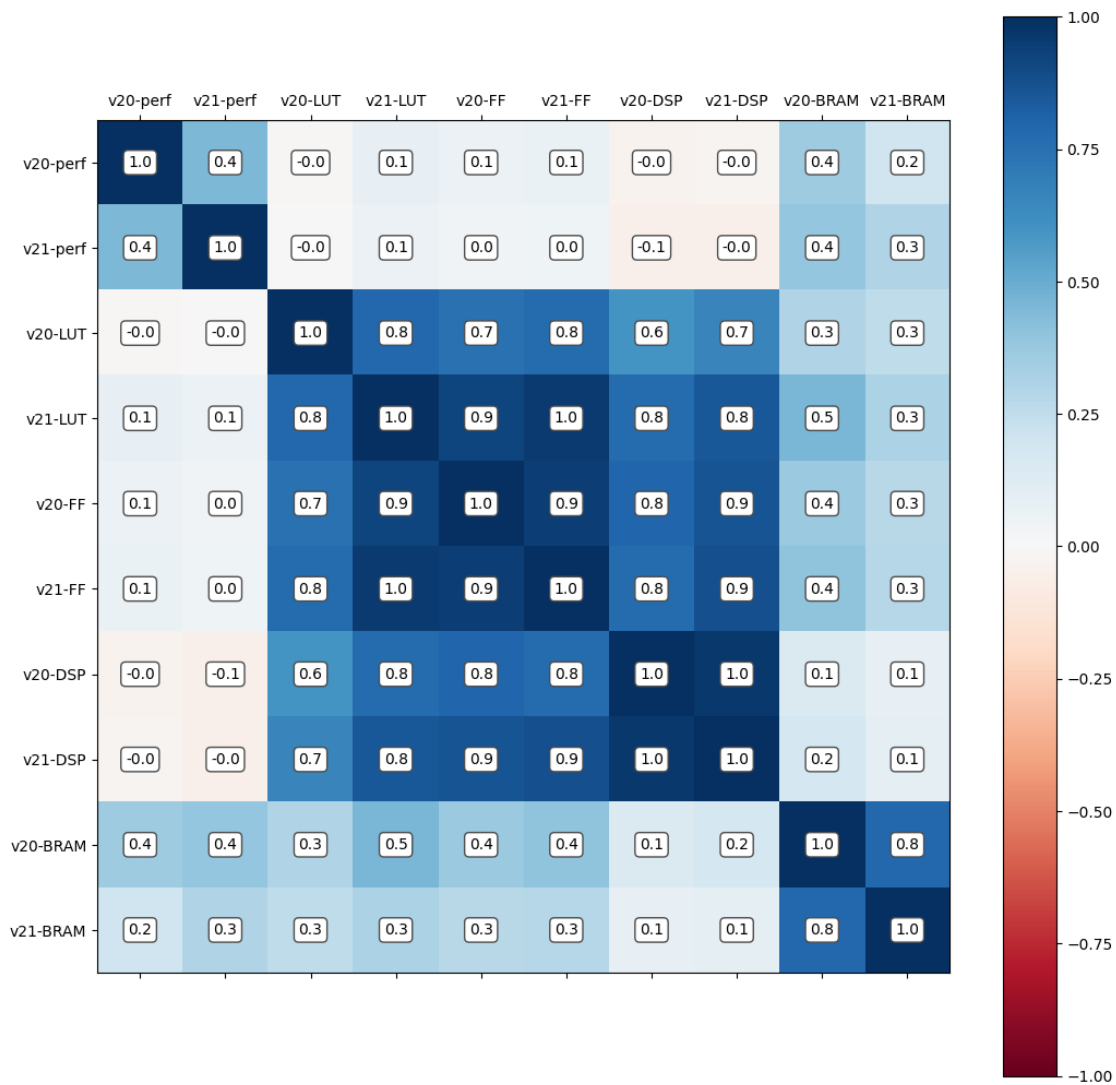 v20-perf v21-perf v20-LUT v21-LUT v20-FF v21-FF v20-DSP v21-DSP v20-BRAM v21-BRAM
v20-perf 1.0 0.4 -0.0 0.1 0.1 0.1 -0.0 -0.0 0.4 0.2
v21-perf 0.4 1.0 -0.0 0.1 0.0 0.0 -0.1 -0.0 0.4 0.3
v20-LUT -0.0 -0.0 1.0 0.8 0.7 0.8 0.6 0.7 0.3 0.3
v21-LUT 0.1 0.1 0.8 1.0 0.9 1.0 0.8 0.8 0.5 0.3
v20-FF 0.1 0.0 0.7 0.9 1.0 0.9 0.8 0.9 0.4 0.3
v21-FF 0.1 0.0 0.8 1.0 0.9 1.0 0.8 0.9 0.4 0.3
v20-DSP -0.0 -0.1 0.6 0.8 0.8 0.8 1.0 1.0 0.1 0.1
v21-DSP -0.0 -0.0 0.7 0.8 0.9 0.9 1.0 1.0 0.2 0.1
v20-BRAM 0.4 0.4 0.3 0.5 0.4 0.4 0.1 0.2 1.0 0.8
v21-BRAM 0.2 0.3 0.3 0.3 0.3 0.3 0.1 0.1 0.8 1.0
1.00
0.75
0.50
0.25
0.00
−0.25
−0.50
−0.75
−1.00